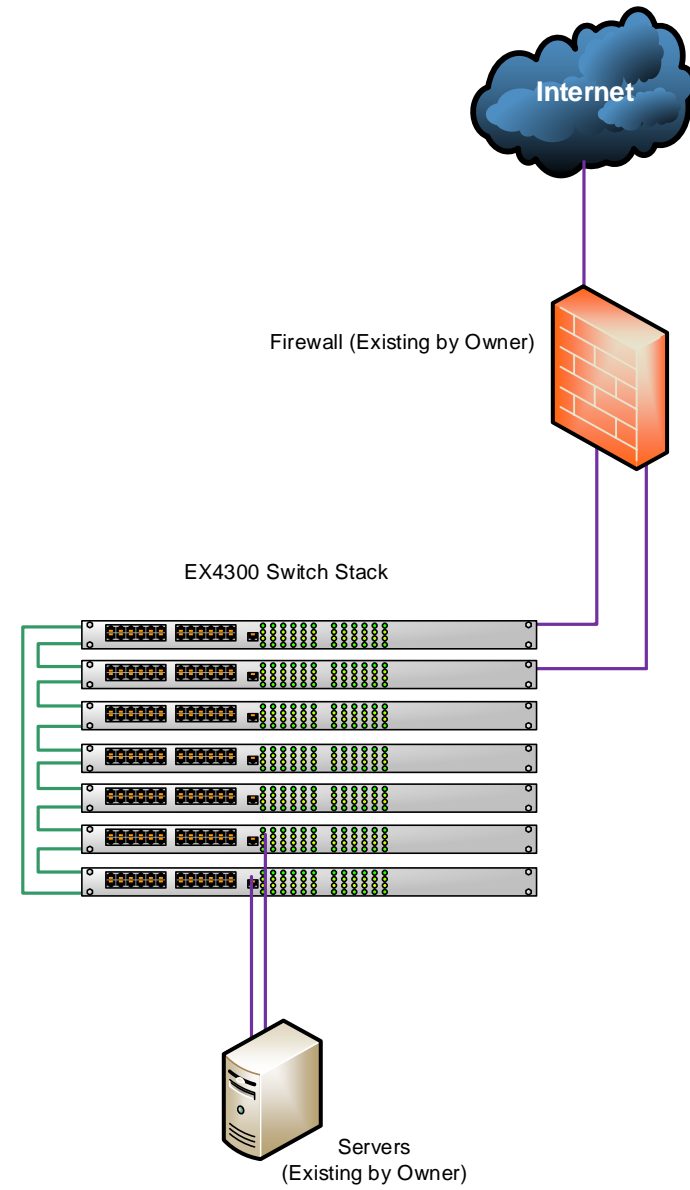 Internet
Firewall (Existing by Owner)
EX4300 Switch Stack
Servers
(Existing by Owner)